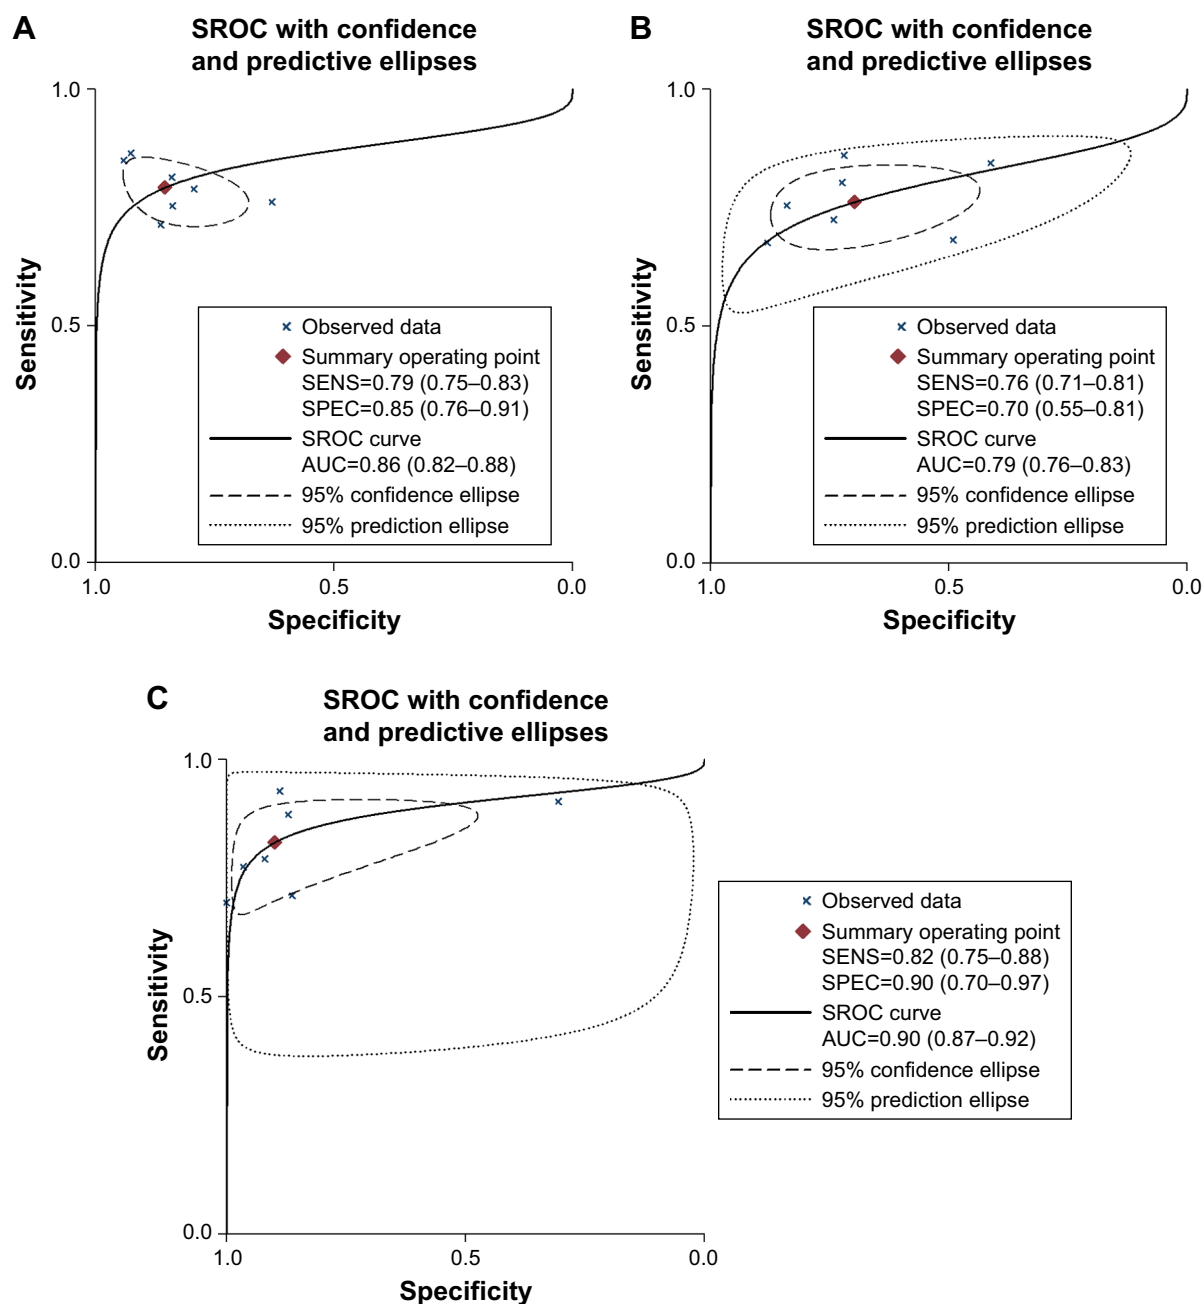 A
SROC with confidence
and predictive ellipses
1.0
0.5
0.0
Sensitivity
Observed data
Summary operating point
SENS=0.79 (0.75–0.83)
SPEC=0.85 (0.76–0.91)
SROC curve
AUC=0.86 (0.82–0.88)
95% confidence ellipse
95% prediction ellipse
1.0
0.5
0.0
Specificity
B
SROC with confidence
and predictive ellipses
1.0
0.5
0.0
Sensitivity
Observed data
Summary operating point
SENS=0.76 (0.71–0.81)
SPEC=0.70 (0.55–0.81)
SROC curve
AUC=0.79 (0.76–0.83)
95% confidence ellipse
95% prediction ellipse
1.0
0.5
0.0
Specificity
C
SROC with confidence
and predictive ellipses
1.0
0.5
0.0
Sensitivity
1.0
0.5
0.0
Specificity
Observed data
Summary operating point
SENS=0.82 (0.75–0.88)
SPEC=0.90 (0.70–0.97)
SROC curve
AUC=0.90 (0.87–0.92)
95% confidence ellipse
95% prediction ellipse